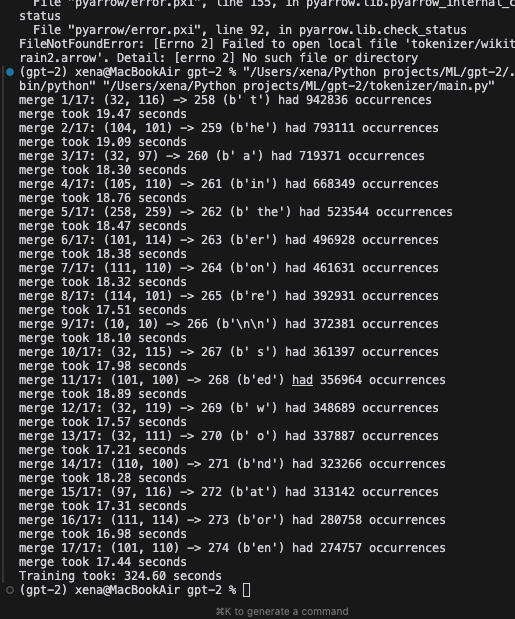 File "pyarrow/error.pxi", line 155, in pyarrow.lib.pyarrow_internal_c
status
File "pyarrow/error.pxi", line 92, in pyarrow.lib.check_status
FileNotFoundError: [Errno 2] Failed to open local file 'tokenizer/wikit
rain2.arrow'. Detail: [errno 2] No such file or directory
(gpt-2) xena@MacBookAir gpt-2 % "/Users/xena/Python projects/ML/gpt-2/.
bin/python" "/Users/xena/Python projects/ML/gpt-2/tokenizer/main.py"
merge 1/17: (32, 116) -> 258 (b' t') had 942836 occurrences
merge took 19.47 seconds
merge 2/17: (104, 101) -> 259 (b'he') had 793111 occurrences
merge took 19.09 seconds
merge 3/17: (32, 97) -> 260 (b' a') had 719371 occurrences
merge took 18.30 seconds
merge 4/17: (105, 110) -> 261 (b'in') had 668349 occurrences
merge took 18.76 seconds
merge 5/17: (258, 259) -> 262 (b' the') had 523544 occurrences
merge took 18.47 seconds
merge 6/17: (101, 114) -> 263 (b'er') had 496928 occurrences
merge took 18.38 seconds
merge 7/17: (111, 110) -> 264 (b'on') had 461631 occurrences
merge took 18.32 seconds
merge 8/17: (114, 101) -> 265 (b're') had 392931 occurrences
merge took 17.51 seconds
merge 9/17: (10, 10) -> 266 (b'\n\n') had 372381 occurrences
merge took 18.10 seconds
merge 10/17: (32, 115) -> 267 (b' s') had 361397 occurrences
merge took 17.98 seconds
merge 11/17: (101, 100) -> 268 (b'ed') had 356964 occurrences
merge took 18.89 seconds
merge 12/17: (32, 119) -> 269 (b' w') had 348689 occurrences
merge took 17.57 seconds
merge 13/17: (32, 111) -> 270 (b' o') had 337887 occurrences
merge took 17.21 seconds
merge 14/17: (110, 100) -> 271 (b'nd') had 323266 occurrences
merge took 18.28 seconds
merge 15/17: (97, 116) -> 272 (b'at') had 313142 occurrences
merge took 17.31 seconds
merge 16/17: (111, 114) -> 273 (b'or') had 280758 occurrences
merge took 16.98 seconds
merge 17/17: (101, 110) -> 274 (b'en') had 274757 occurrences
merge took 17.44 seconds
Training took: 324.60 seconds
(gpt-2) xena@MacBookAir gpt-2 %
⌘K to generate a command